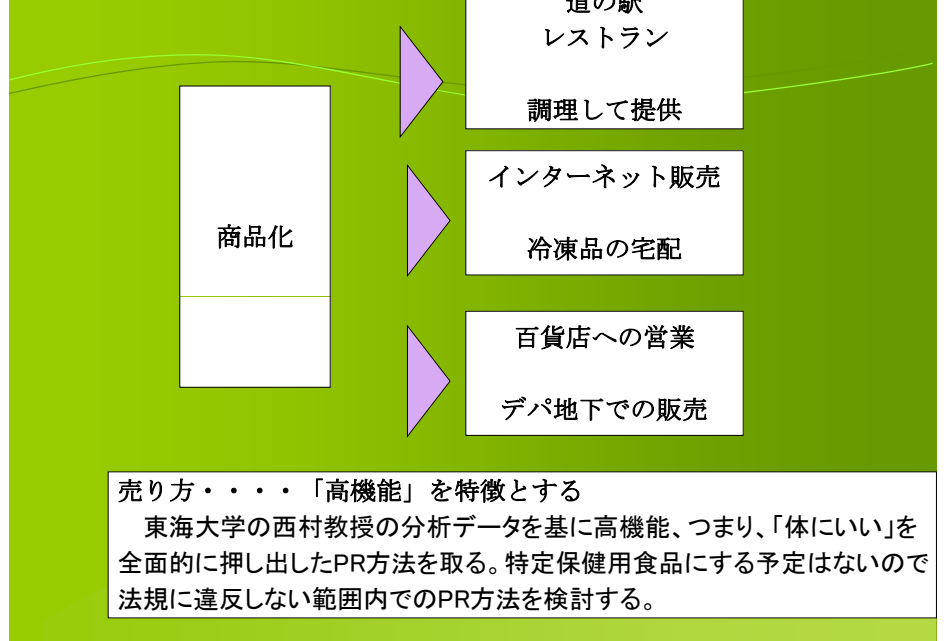 道の駅
レストラン
調理して提供
商品化
インターネット販売
冷凍品の宅配
百貨店への営業
デパ地下での販売
売り方・・・・「高機能」を特徴とする
東海大学の西村教授の分析データを基に高機能、つまり、「体にいい」を
全面的に押し出したPR方法を取る。特定保健用食品にする予定はないので
法規に違反しない範囲内でのPR方法を検討する。